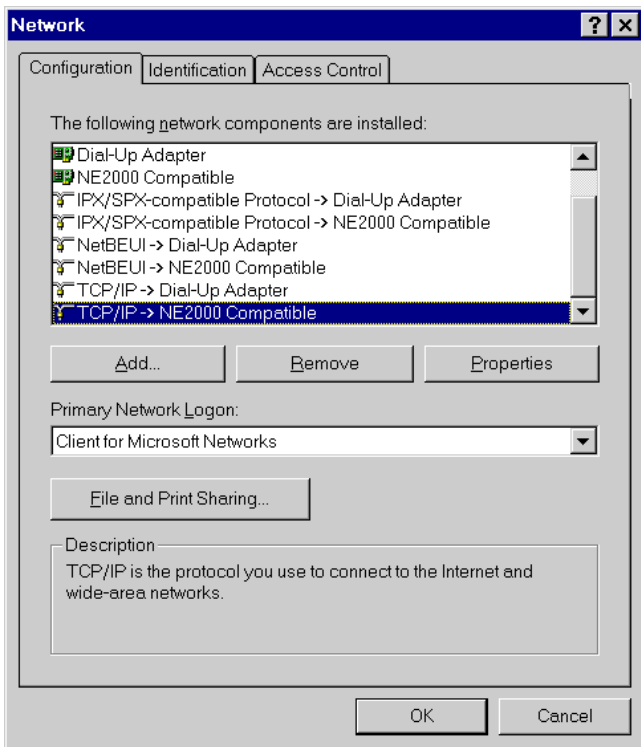 Network
Configuration Identification Access Control
The following network components are installed:
Dial-Up Adapter
NE2000 Compatible
IPX/SPX-compatible Protocol -> Dial-Up Adapter
IPX/SPX-compatible Protocol -> NE2000 Compatible
NetBEUI -> Dial-Up Adapter
NetBEUI -> NE2000 Compatible
TCP/IP -> Dial-Up Adapter
TCP/IP -> NE2000 Compatible
Add... Remove Properties
Primary Network Logon:
Client for Microsoft Networks
File and Print Sharing...
Description
TCP/IP is the protocol you use to connect to the Internet and
wide-area networks.
OK Cancel